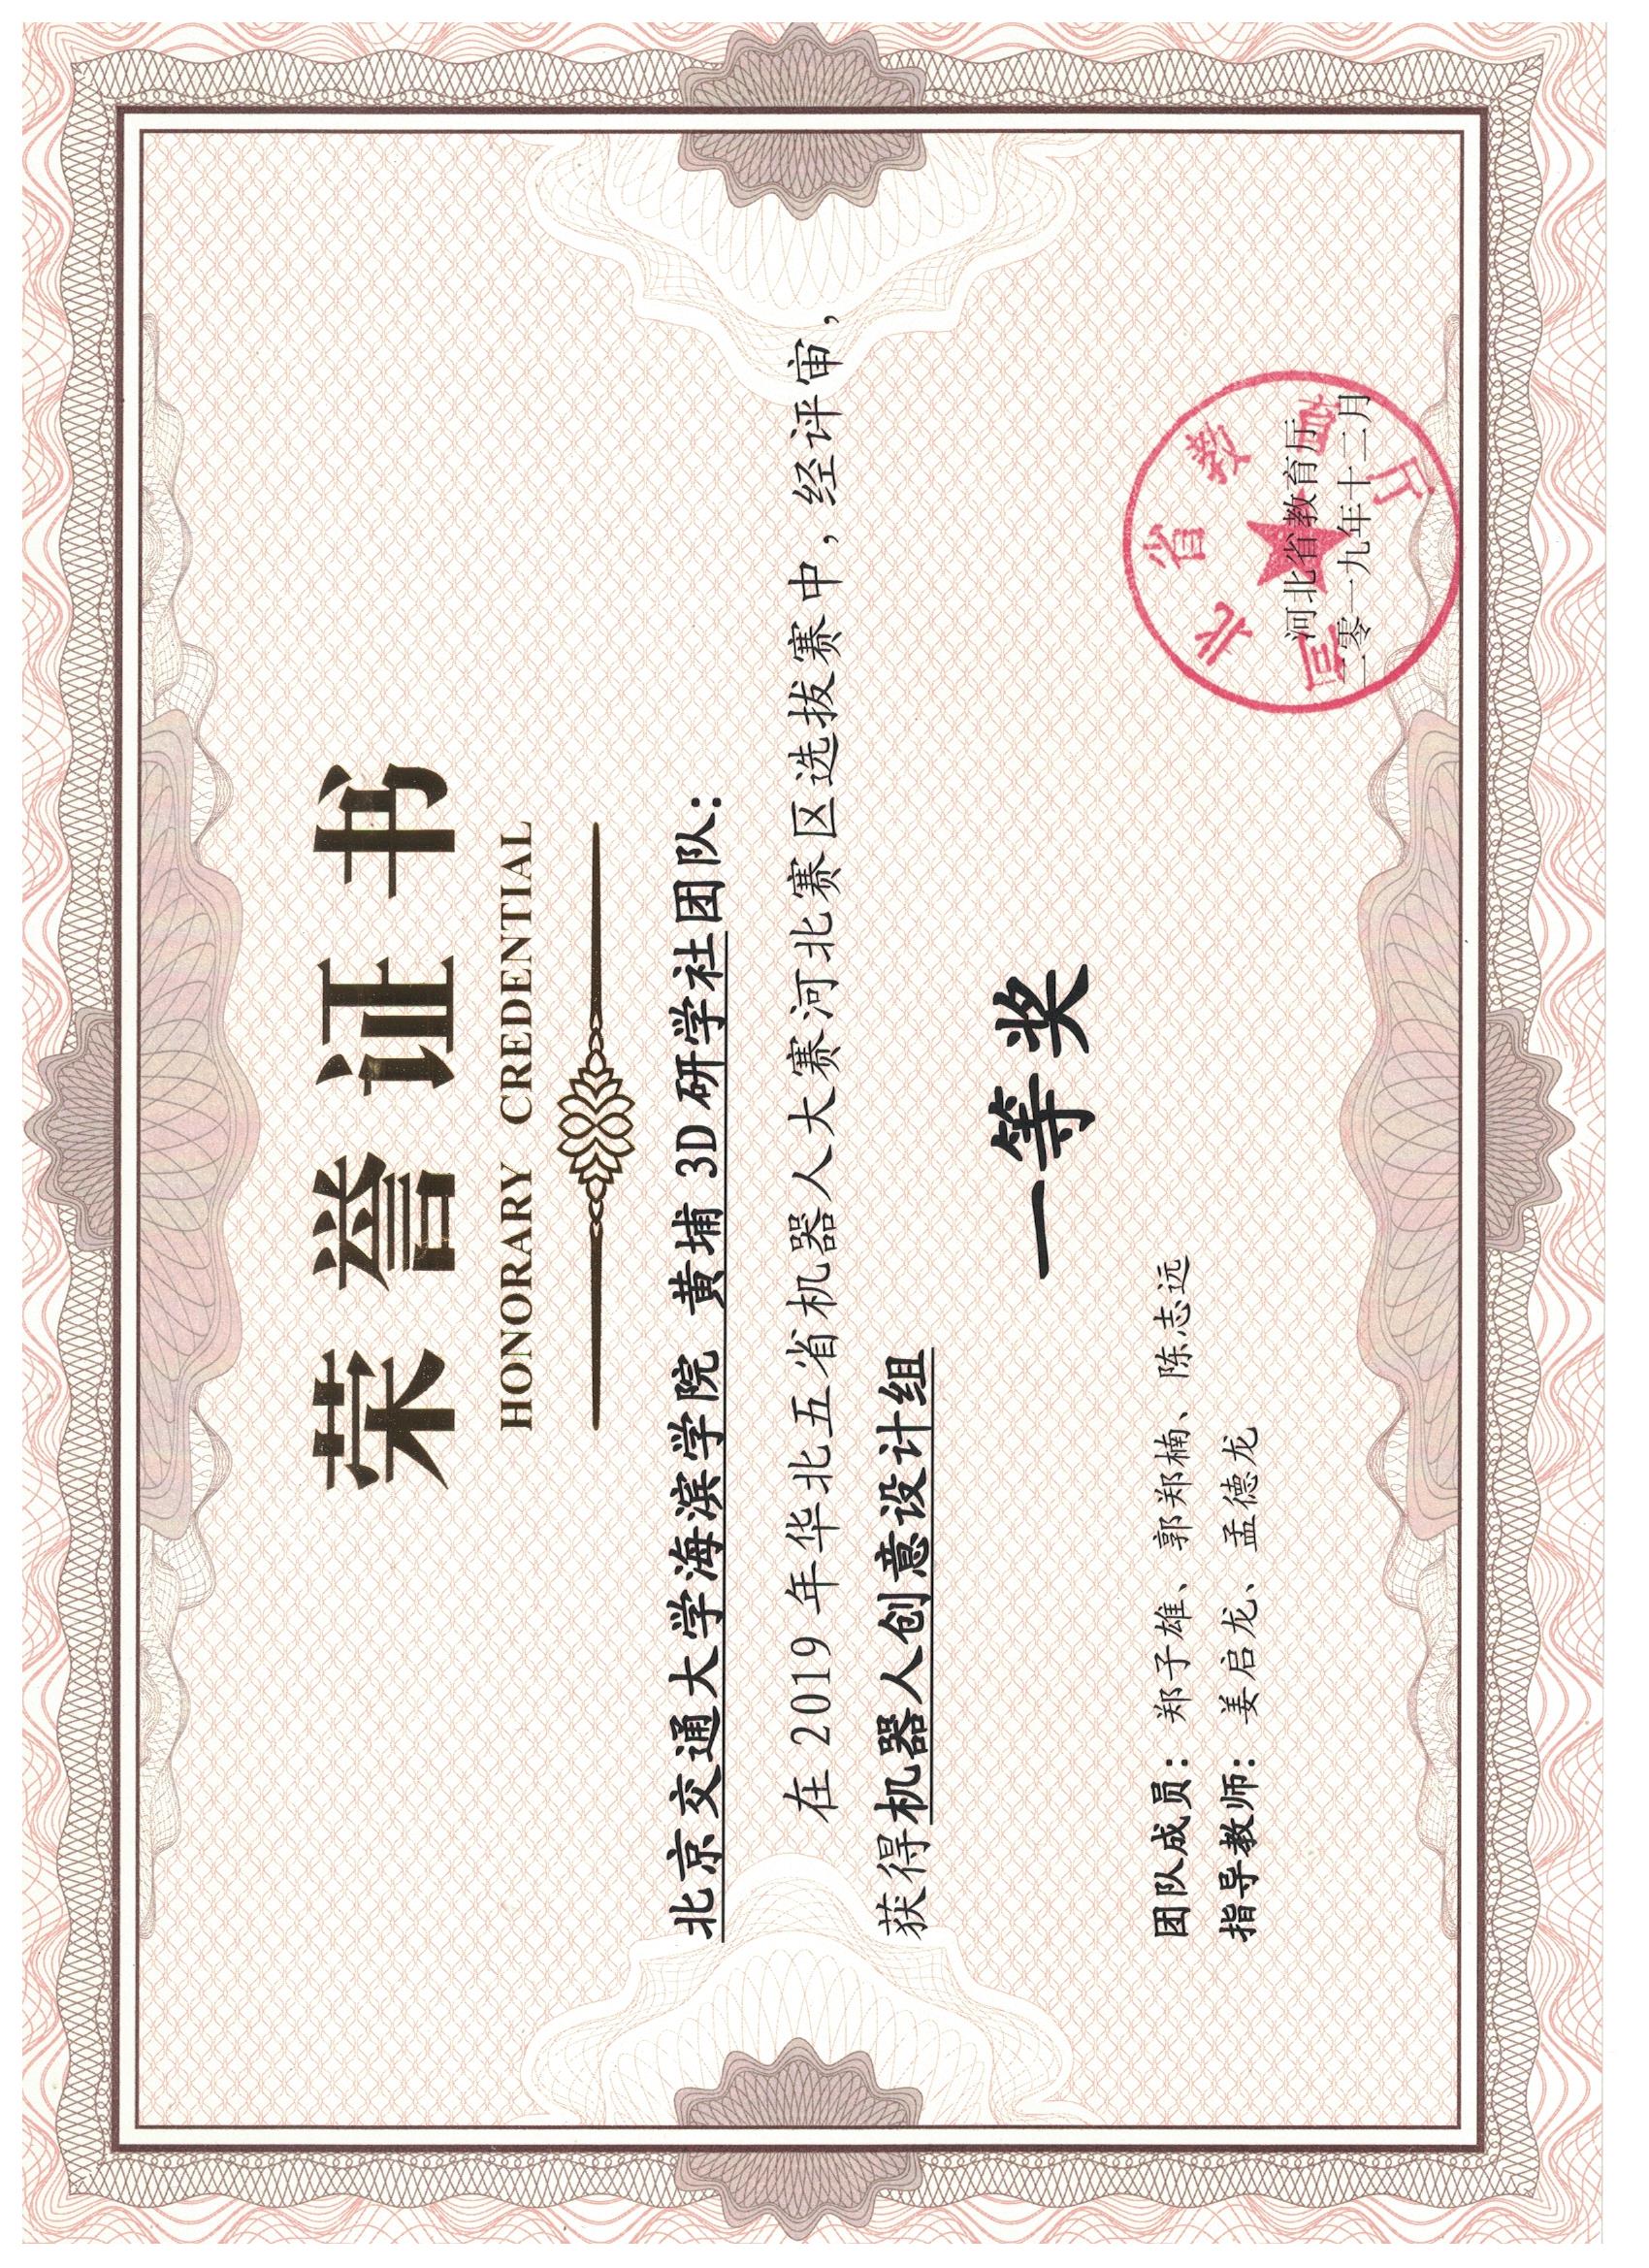 荣誉证书
HONORARY CREDENTIAL
北京交通大学海滨学院 黄埔 3D 研学社团队：
在 2019 年华北五省机器人大赛河北赛区选拔赛中，经评审，
获得机器人创意设计组
一等奖
团队成员：郑子雄、郭郑楠、陈志远
指导教师：姜启龙、孟德龙
河北省教育厅
河北省教育厅
二零一九年十二月